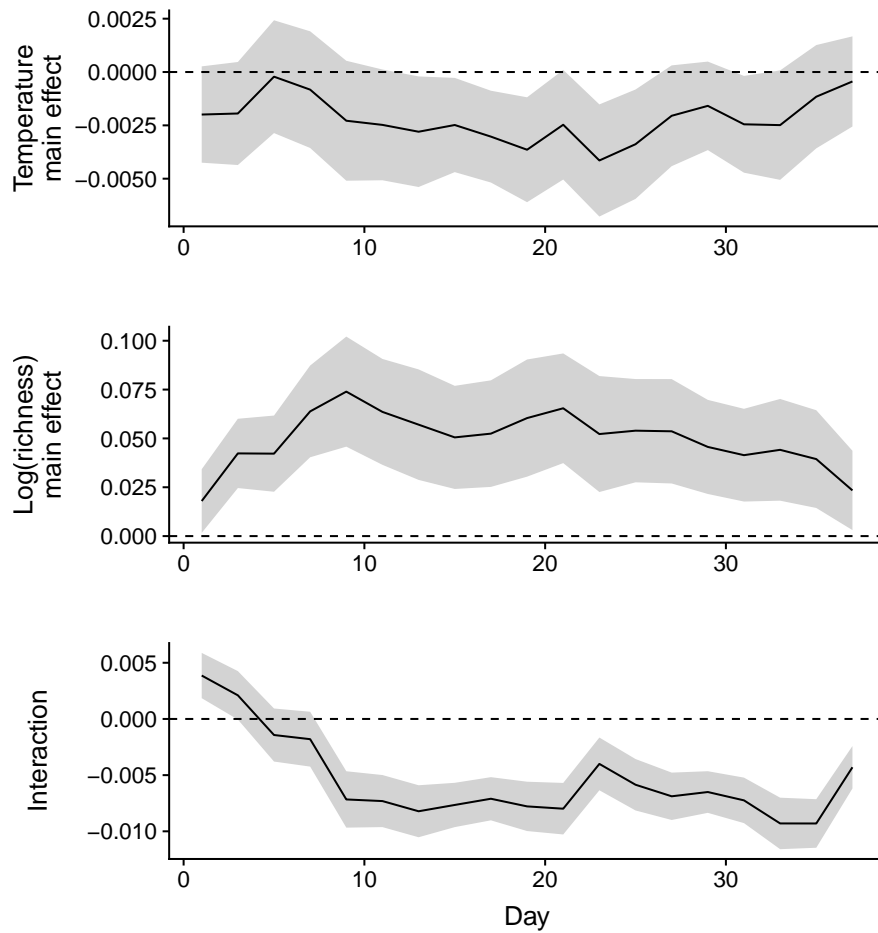 Temperature
main effect
0.0025
0.0000
−0.0025
−0.0050
0 10 20 30
Log(richness)
main effect
0.100
0.075
0.050
0.025
0.000
0 10 20 30
Interaction
0.005
0.000
−0.005
−0.010
0 10 20 30
Day